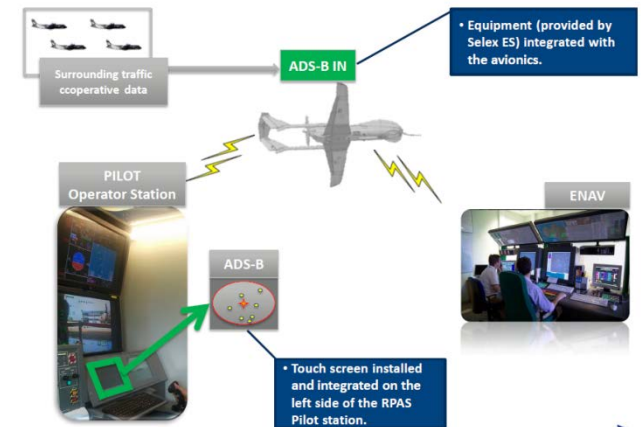 • Equipment (provided by
Selex ES) integrated with
the avionics.
ADS-B IN
Surrounding traffic
ccoperative data
PILOT
Operator Station
ENAV
ADS-B
• Touch screen installed
and integrated on the
left side of the RPAS
Pilot station.